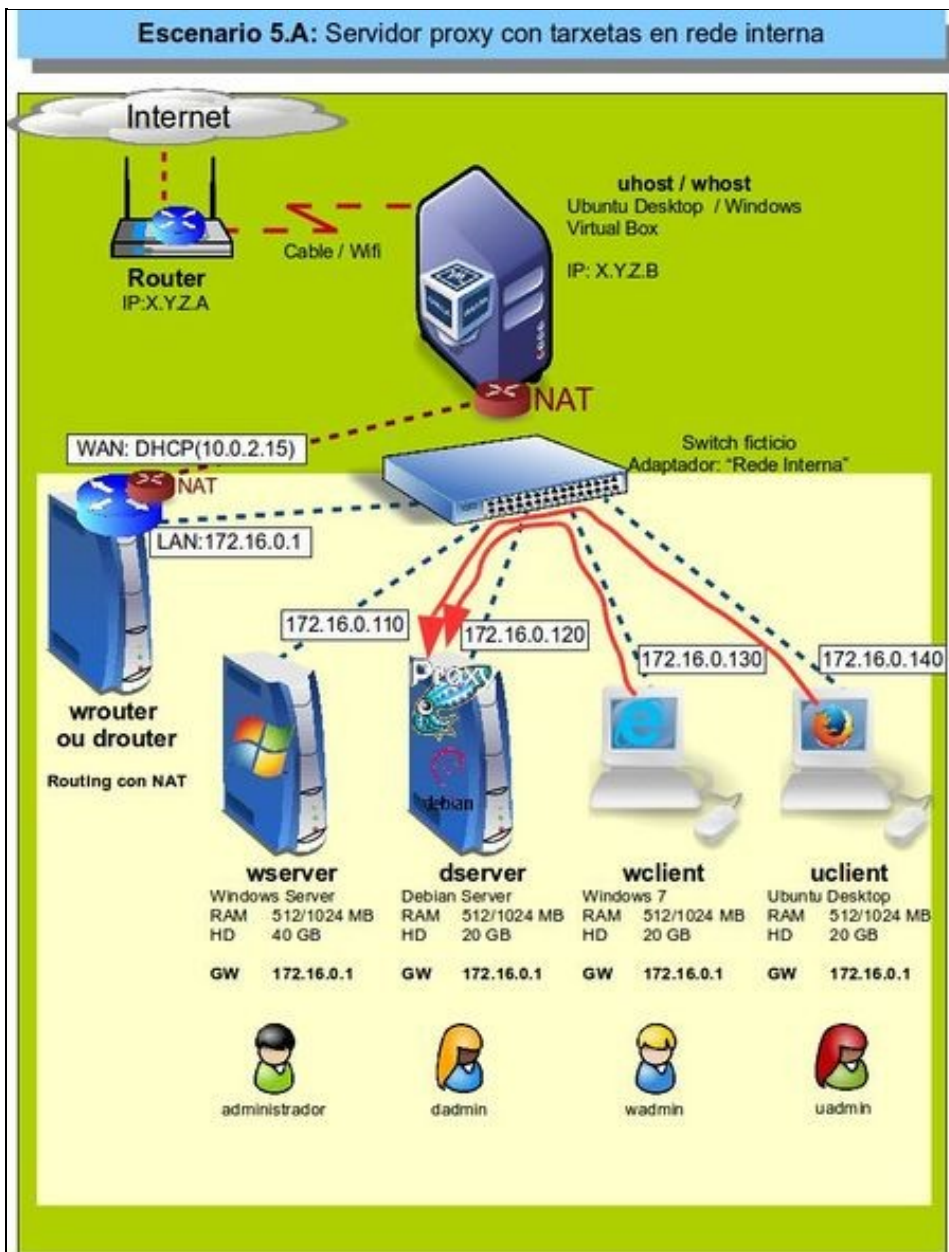 Escenario 5.A: Servidor proxy con tarxetas en rede interna
Internet
Router
IP:X.Y.Z.A
Cable / Wifi
uhost / whost
Ubuntu Desktop / Windows
Virtual Box
IP: X.Y.Z.B
NAT
WAN: DHCP(10.0.2.15)
NAT
LAN:172.16.0.1
Switch ficticio
Adaptador: "Rede Interna"
172.16.0.110
172.16.0.120
172.16.0.130
172.16.0.140
Proxy
debian
wrouter
ou drouter
Routing con NAT
wserver
Windows Server
RAM 512/1024 MB
HD 40 GB
GW 172.16.0.1
dserver
Debian Server
RAM 512/1024 MB
HD 20 GB
GW 172.16.0.1
wclient
Windows 7
RAM 512/1024 MB
HD 20 GB
GW 172.16.0.1
uclient
Ubuntu Desktop
RAM 512/1024 MB
HD 20 GB
GW 172.16.0.1
administrador
dadmin
wadmin
uadmin